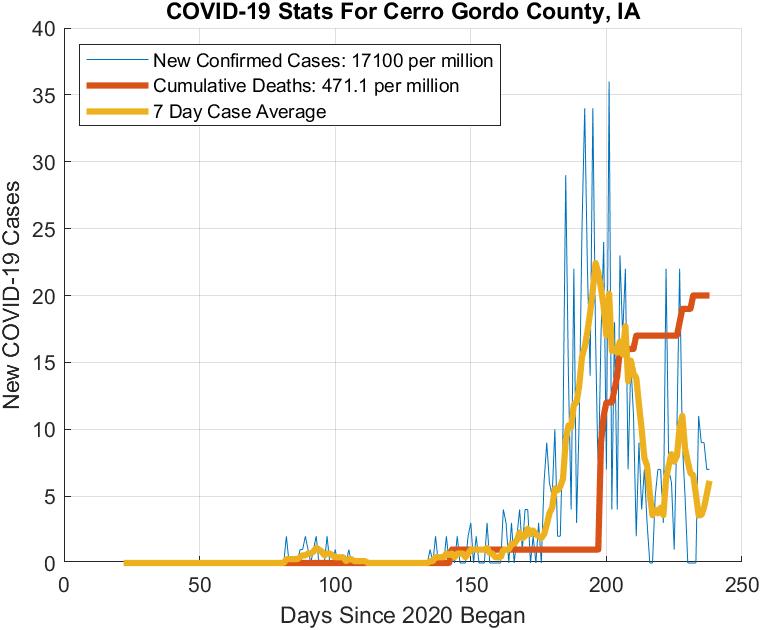 COVID-19 Stats For Cerro Gordo County, IA
New Confirmed Cases: 17100 per million
Cumulative Deaths: 471.1 per million
7 Day Case Average
New COVID-19 Cases
40
35
30
25
20
15
10
5
0
0 50 100 150 200 250
Days Since 2020 Began